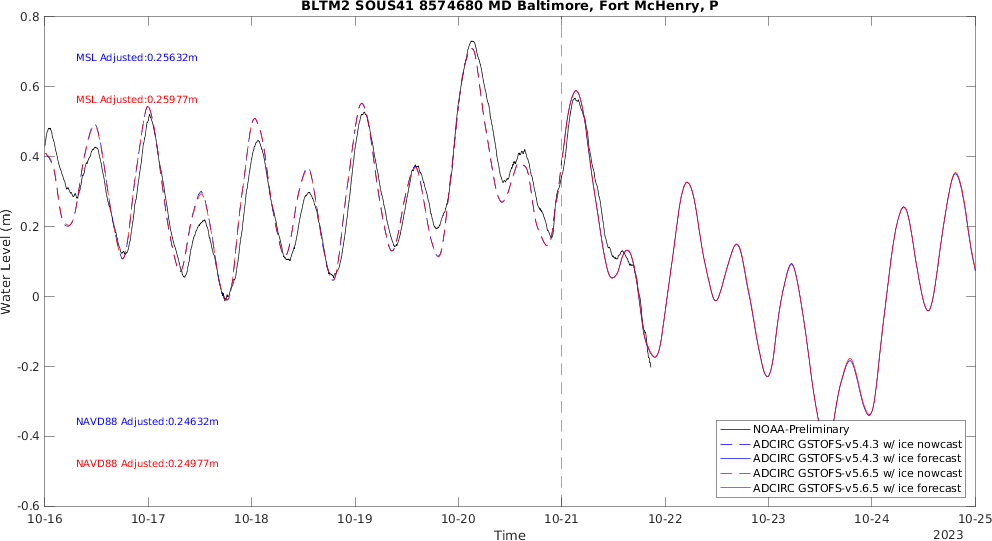 BLTM2 SOUS41 8574680 MD Baltimore, Fort McHenry, P
0.8
0.6
0.4
0.2
0
-0.2
-0.4
-0.6
Water Level (m)
MSL Adjusted:0.25632m
MSL Adjusted:0.25977m
NAVD88 Adjusted:0.24632m
NAVD88 Adjusted:0.24977m
NOAA-Preliminary
ADCIRC GSTOFS-v5.4.3 w/ ice nowcast
ADCIRC GSTOFS-v5.4.3 w/ ice forecast
ADCIRC GSTOFS-v5.6.5 w/ ice nowcast
ADCIRC GSTOFS-v5.6.5 w/ ice forecast
10-16 10-17 10-18 10-19 10-20 10-21 10-22 10-23 10-24 10-25
Time
2023